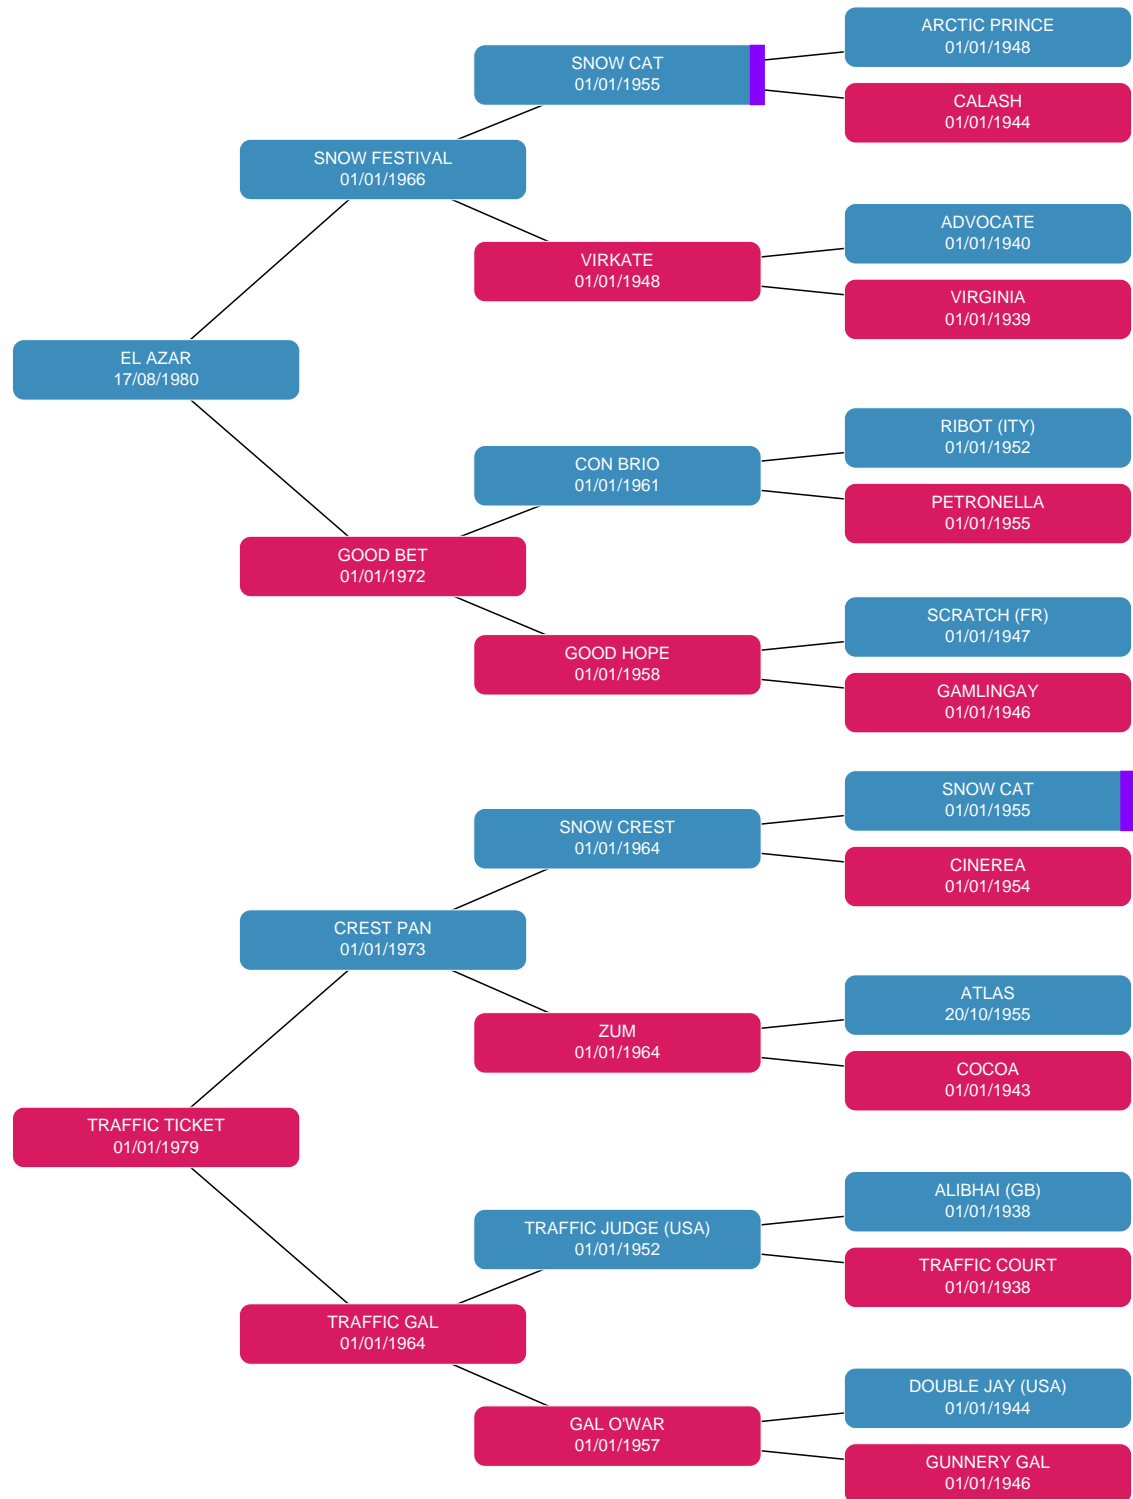 ARCTIC PRINCE
01/01/1948
SNOW CAT
01/01/1955
CALASH
01/01/1944
SNOW FESTIVAL
01/01/1966
ADVOCATE
01/01/1940
VIRKATE
01/01/1948
VIRGINIA
01/01/1939
EL AZAR
17/08/1980
RIBOT (ITY)
01/01/1952
CON BRIO
01/01/1961
PETRONELLA
01/01/1955
GOOD BET
01/01/1972
SCRATCH (FR)
01/01/1947
GOOD HOPE
01/01/1958
GAMLINGAY
01/01/1946
SNOW CAT
01/01/1955
SNOW CREST
01/01/1964
CINEREA
01/01/1954
CREST PAN
01/01/1973
ATLAS
20/10/1955
ZUM
01/01/1964
COCOA
01/01/1943
TRAFFIC TICKET
01/01/1979
ALIBHAI (GB)
01/01/1938
TRAFFIC JUDGE (USA)
01/01/1952
TRAFFIC COURT
01/01/1938
TRAFFIC GAL
01/01/1964
DOUBLE JAY (USA)
01/01/1944
GAL O'WAR
01/01/1957
GUNNERY GAL
01/01/1946